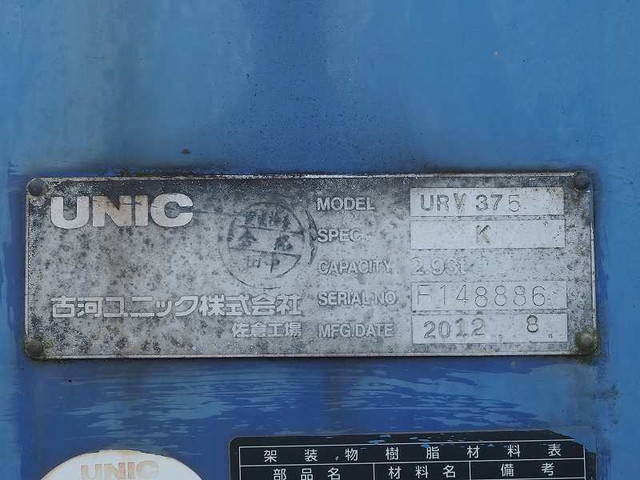 UNIC
MODEL URV 375
SPEC. K
CAPACITY 2.93t
SERIAL NO F148886
MFG.DATE 2012.8.
古河ユニック株式会社
佐倉工場
UNIC
架装物樹脂材料表
部品名 材料名 備考